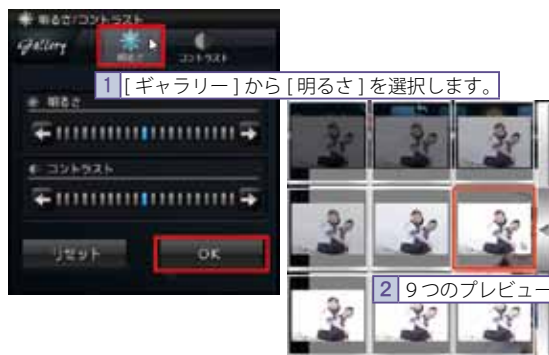 明るさ/コントラスト
Gallery
明るさ
コントラスト
1 [ギャラリー]から[明るさ]を選択します。
明るさ
コントラスト
リセット
OK
2 9つのプレビュー